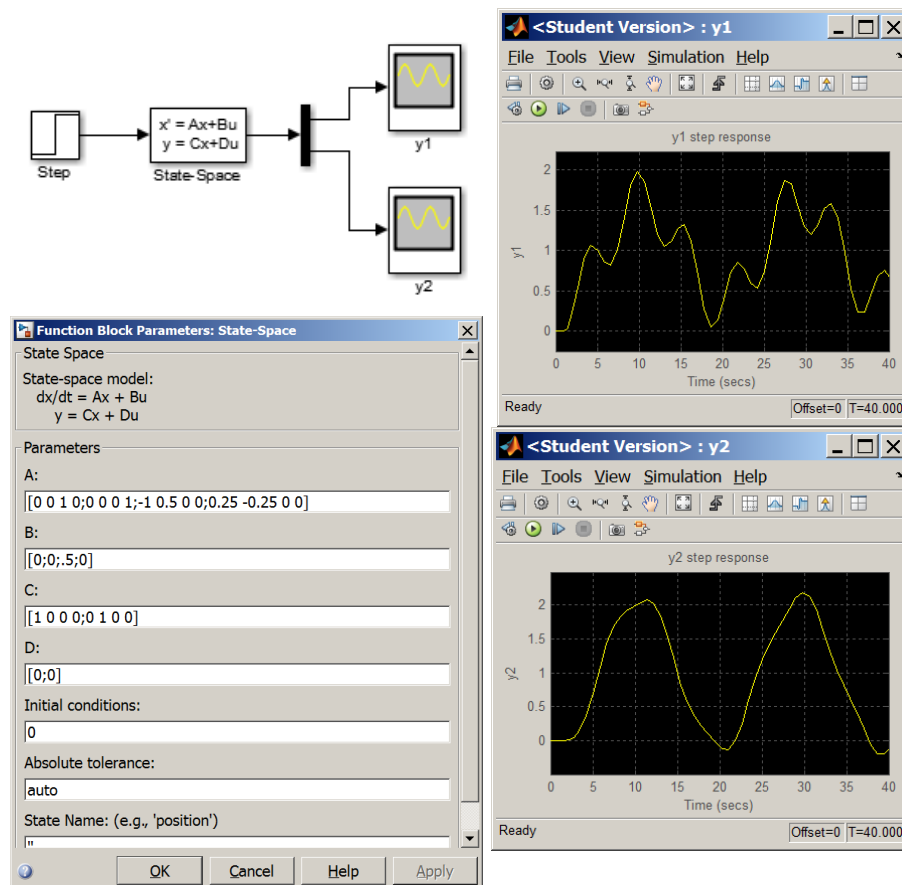 Step
x' = Ax+Bu
y = Cx+Du
State-Space
y1
y2
<Student Version> : y1
File Tools View Simulation Help
y1 step response
2
1.5
1
0.5
0
y1
0 5 10 15 20 25 30 35 40
Time (secs)
Ready
Offset=0 T=40.000
Function Block Parameters: State-Space
State Space
State-space model:
dx/dt = Ax + Bu
y = Cx + Du
Parameters
A:
[0 0 1 0;0 0 0 1;-1 0.5 0 0;0.25 -0.25 0 0]
B:
[0;0;.5;0]
C:
[1 0 0 0;0 1 0 0]
D:
[0;0]
Initial conditions:
0
Absolute tolerance:
auto
State Name: (e.g., 'position')
''
OK Cancel Help Apply
<Student Version> : y2
File Tools View Simulation Help
y2 step response
2
1.5
1
0.5
0
y2
0 5 10 15 20 25 30 35 40
Time (secs)
Ready
Offset=0 T=40.000